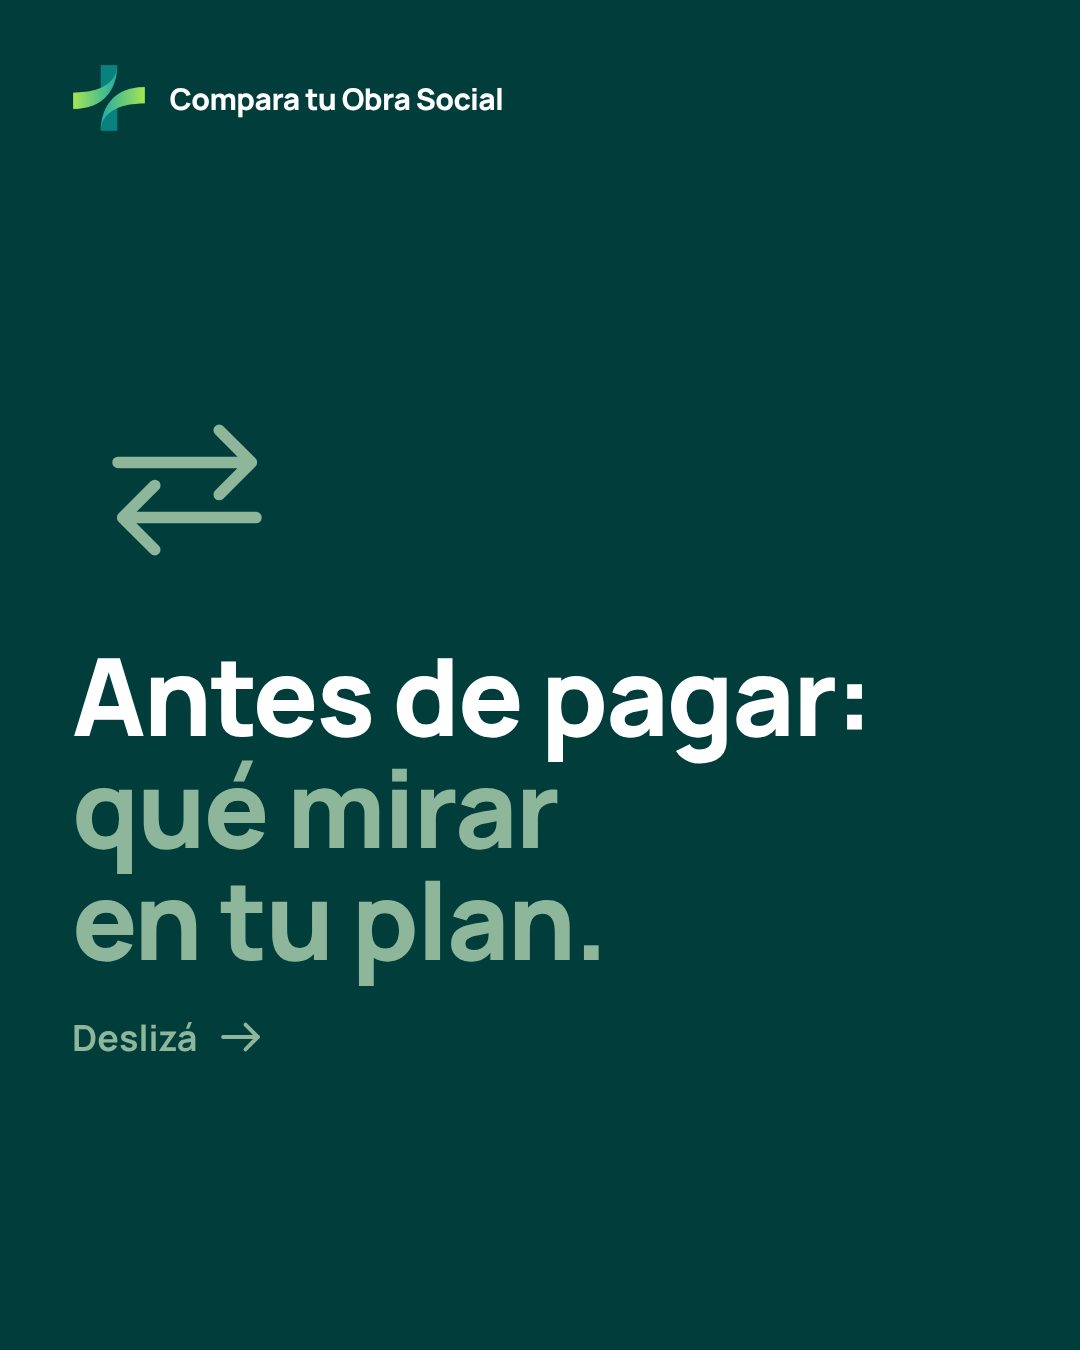 Compara tu Obra Social
Antes de pagar:
qué mirar
en tu plan.
Deslizá